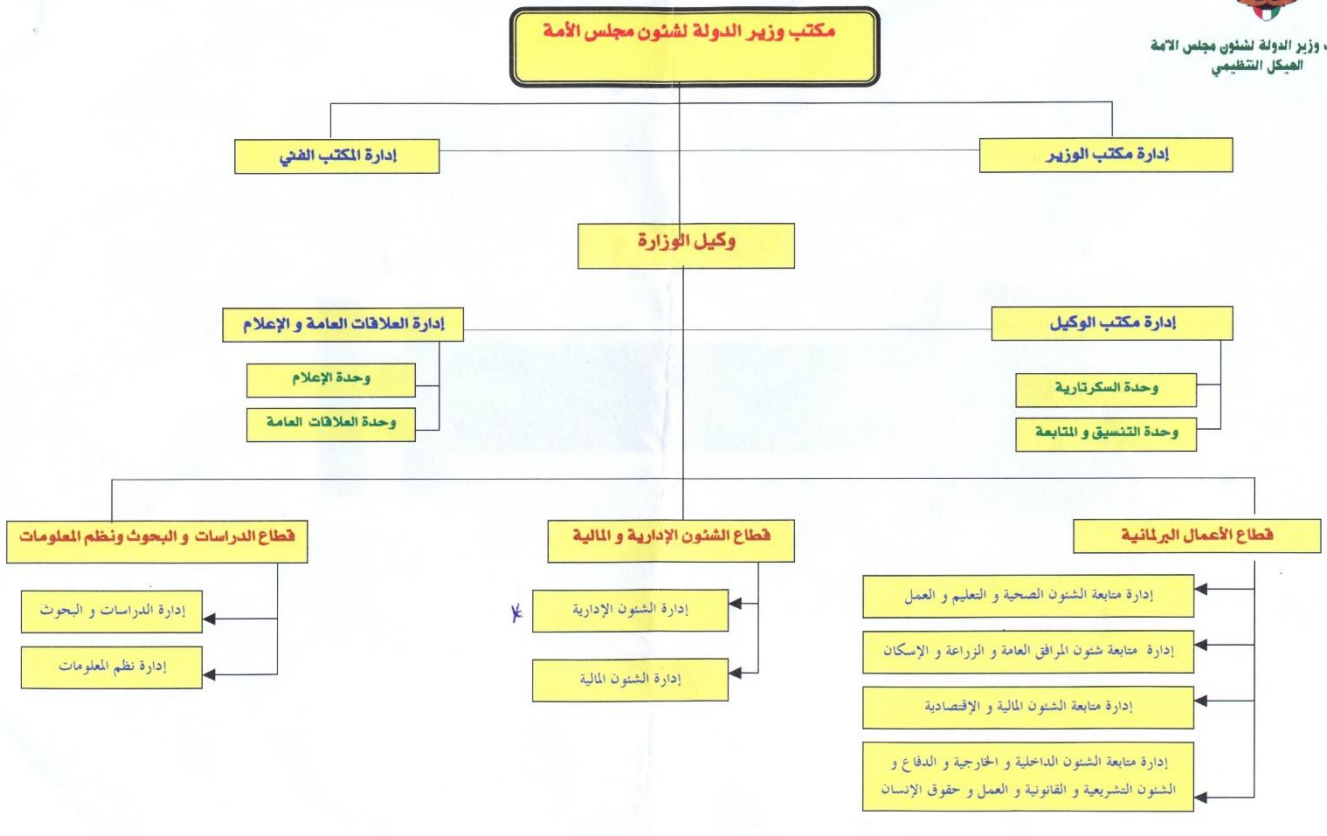 وزير الدولة لشئون مجلس الامة
الهيكل التنظيمي
مكتب وزير الدولة لشئون مجلس الأمة
إدارة مكتب الوزير
إدارة المكتب الفني
وكيل الوزارة
إدارة مكتب الوكيل
إدارة العلاقات العامة و الإعلام
وحدة السكرتارية
وحدة الإعلام
وحدة التنسيق و المتابعة
وحدة العلاقات العامة
قطاع الأعمال البرلمانية
قطاع الشئون الإدارية و المالية
قطاع الدراسات و البحوث ونظم المعلومات
إدارة متابعة الشئون الصحية و التعليم و العمل
إدارة متابعة شئون المرافق العامة و الزراعة و الإسكان
إدارة متابعة الشئون المالية و الإقتصادية
إدارة متابعة الشئون الداخلية و الخارجية و الدفاع و
الشئون التشريعية و القانونية و العمل و حقوق الإنسان
إدارة الشئون الإدارية
إدارة الشئون المالية
إدارة الدراسات و البحوث
إدارة نظم المعلومات